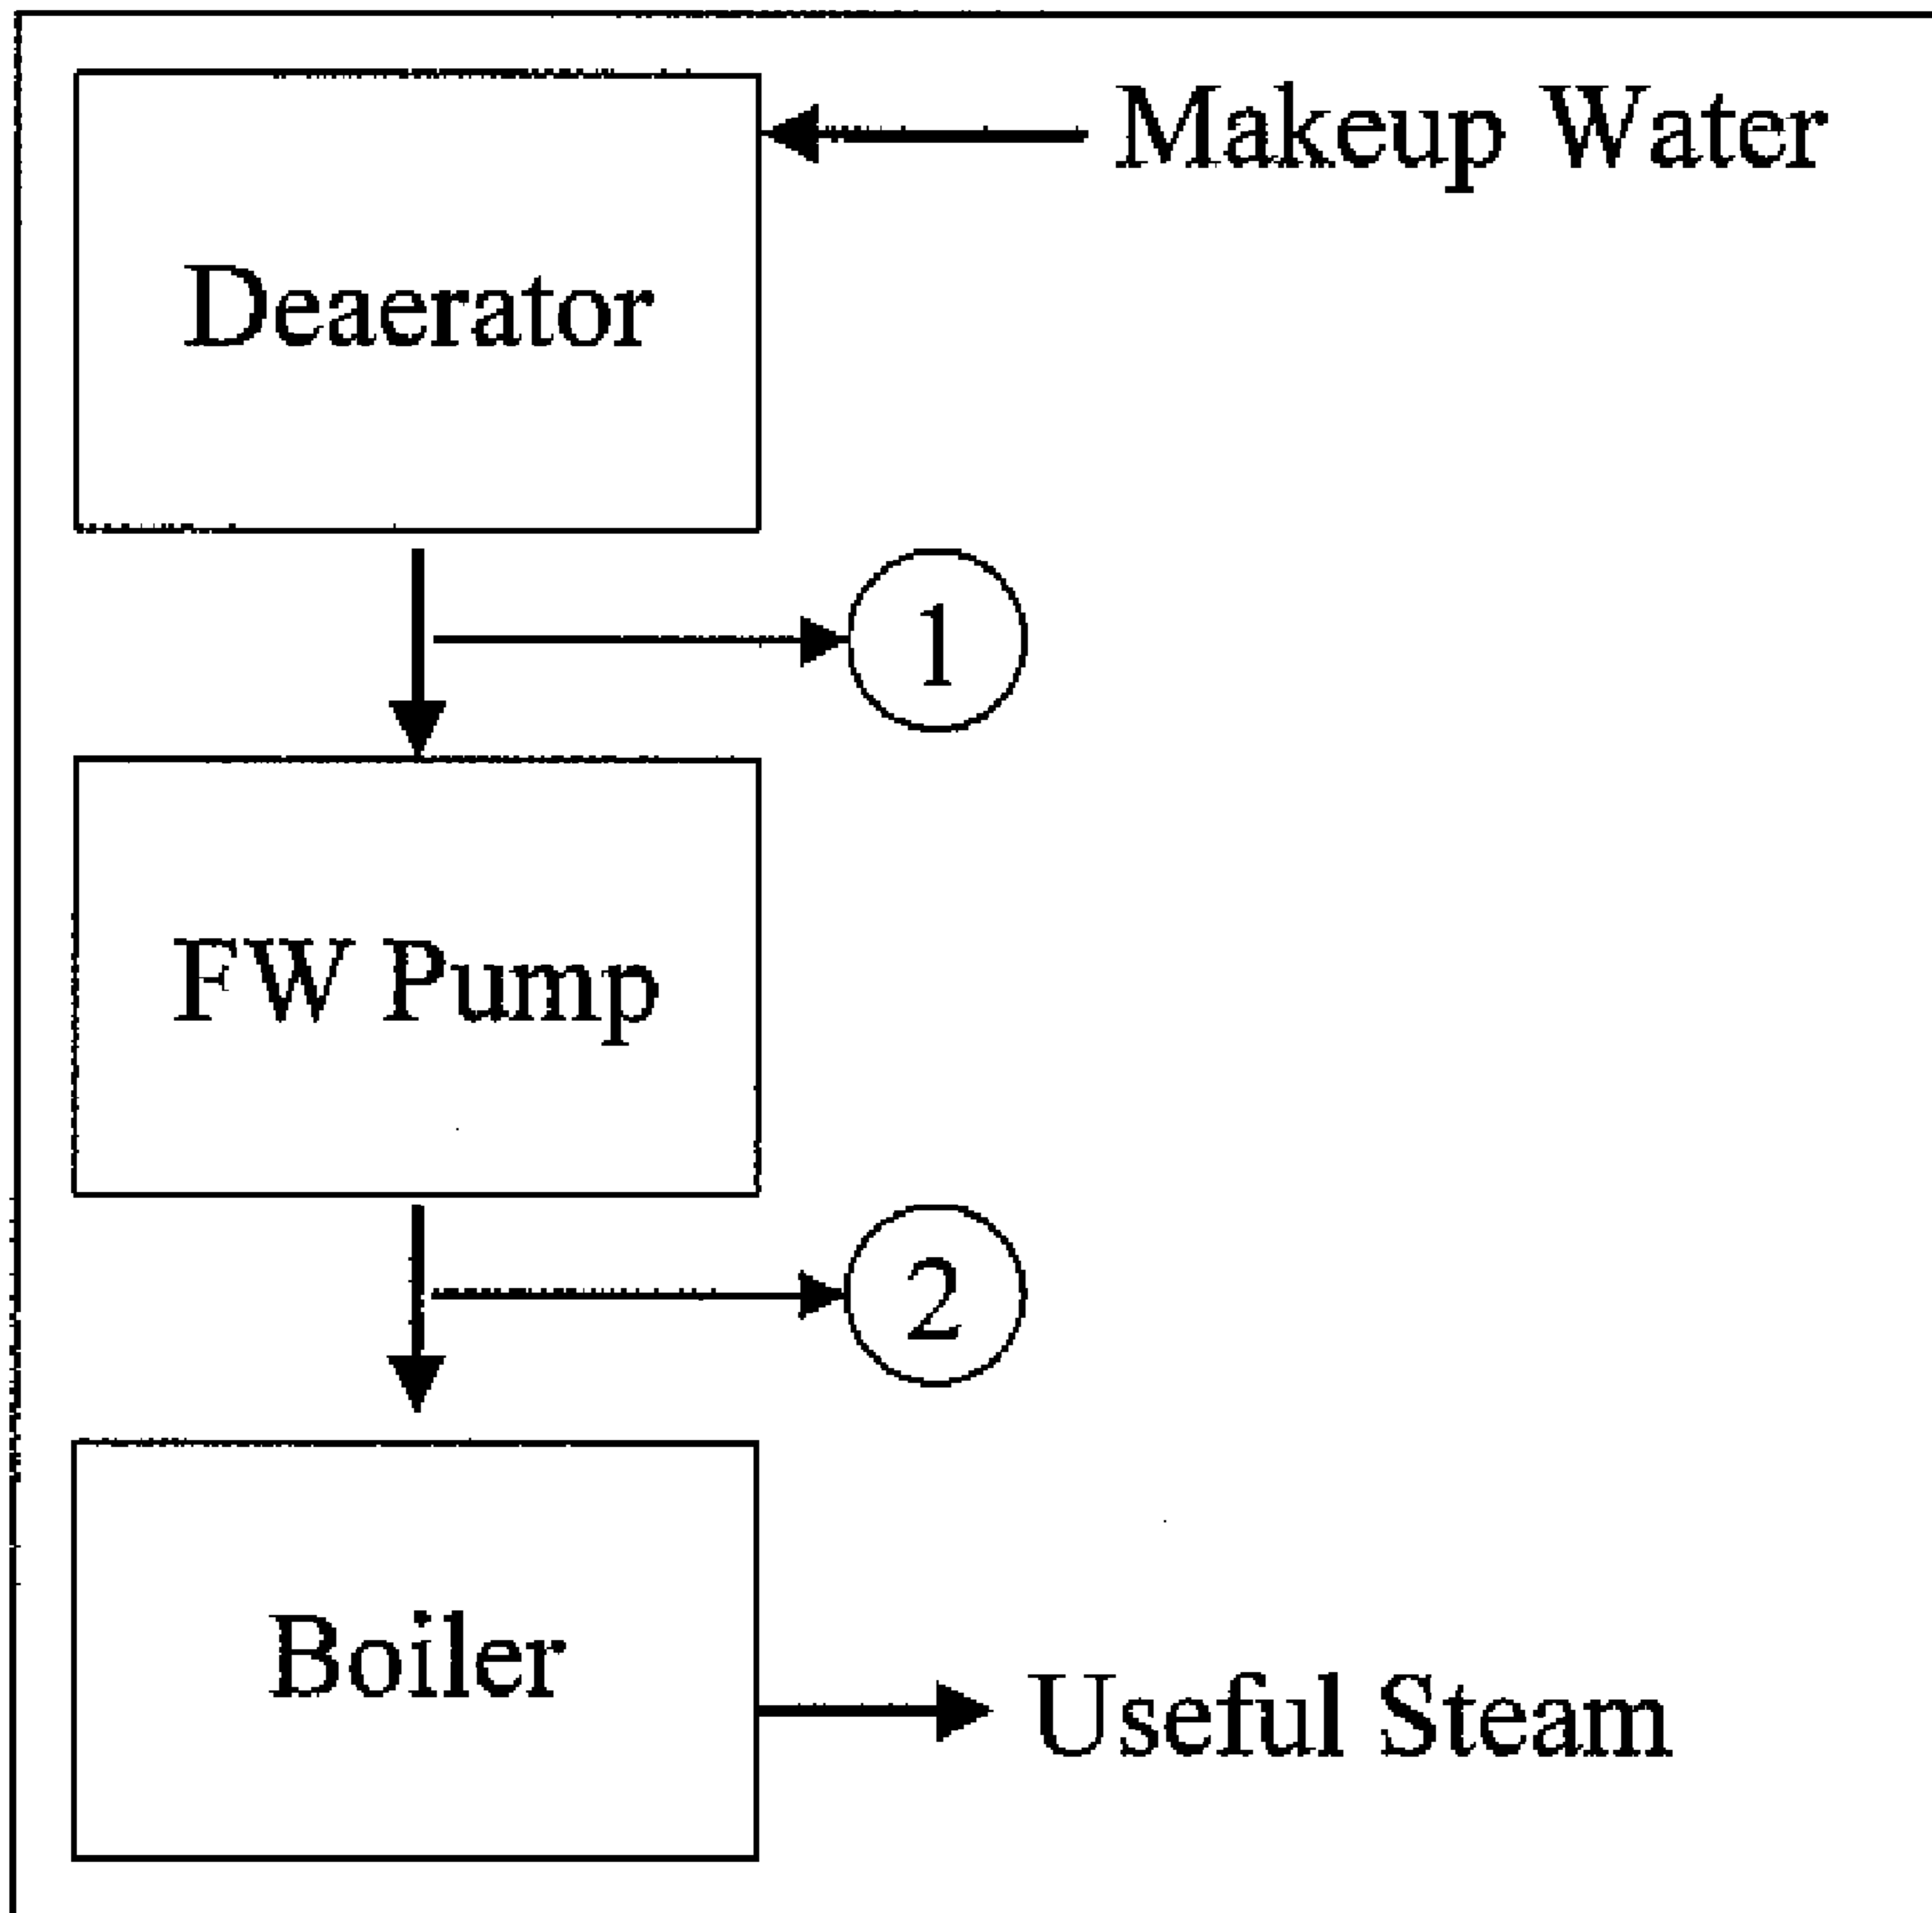 Makeup Water
Deaerator
1
FW Pump
2
Boiler
Useful Steam